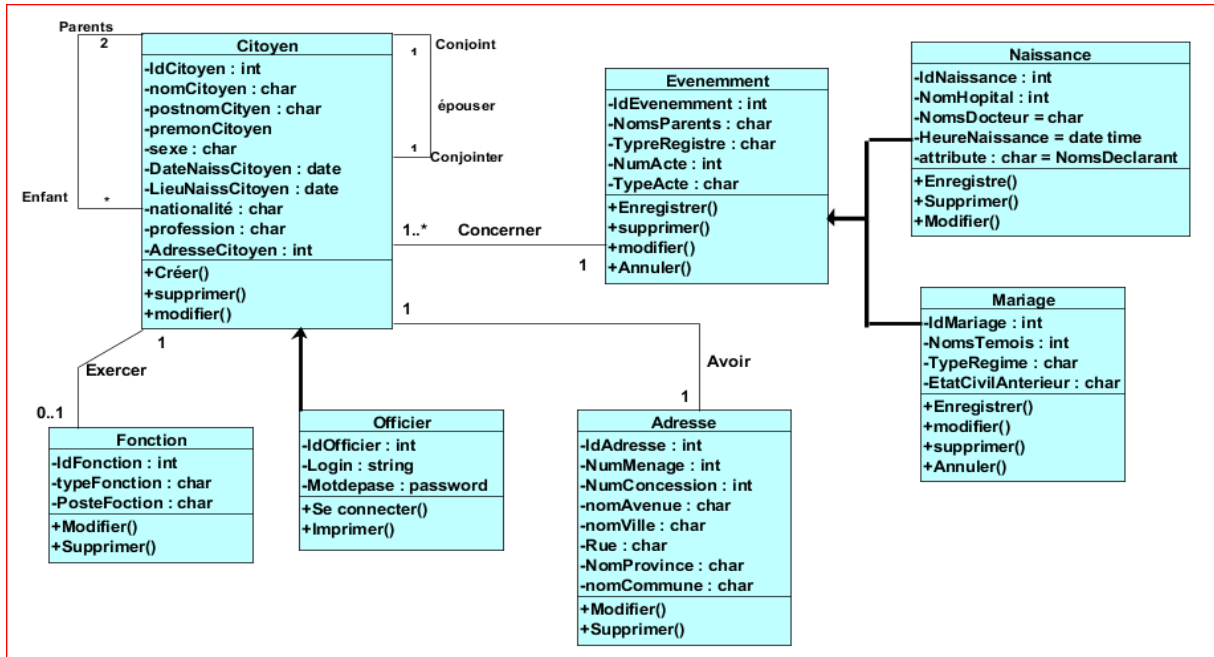 Parents
2
Enfant
*
Citoyen
-IdCitoyen : int
-nomCitoyen : char
-postnomCityen : char
-premonCitoyen
-sexe : char
-DateNaissCitoyen : date
-LieuNaissCitoyen : date
-nationalité : char
-profession : char
-AdresseCitoyen : int
+Créer()
+supprimer()
+modifier()
1
Conjoint
épouser
1
Conjointer
1..*
Concerner
1
Evenemment
-IdEvenemment : int
-NomsParents : char
-TypreRegistre : char
-NumActe : int
-TypeActe : char
+Enregistrer()
+supprimer()
+modifier()
+Annuler()
Naissance
-IdNaissance : int
-NomHopital : int
-NomsDocteur = char
-HeureNaissance = date time
-attribute : char = NomsDeclarant
+Enregistre()
+Supprimer()
+Modifier()
Mariage
-IdMariage : int
-NomsTemois : int
-TypeRegime : char
-EtatCivilAnterieur : char
+Enregistrer()
+modifier()
+supprimer()
+Annuler()
1
Exercer
0..1
Fonction
-IdFonction : int
-typeFonction : char
-PosteFoction : char
+Modifier()
+Supprimer()
Officier
-IdOfficier : int
-Login : string
-Motdepase : password
+Se connecter()
+Imprimer()
1
Avoir
1
Adresse
-IdAdresse : int
-NumMenage : int
-NumConcession : int
-nomAvenue : char
-nomVille : char
-Rue : char
-NomProvince : char
-nomCommune : char
+Modifier()
+Supprimer()